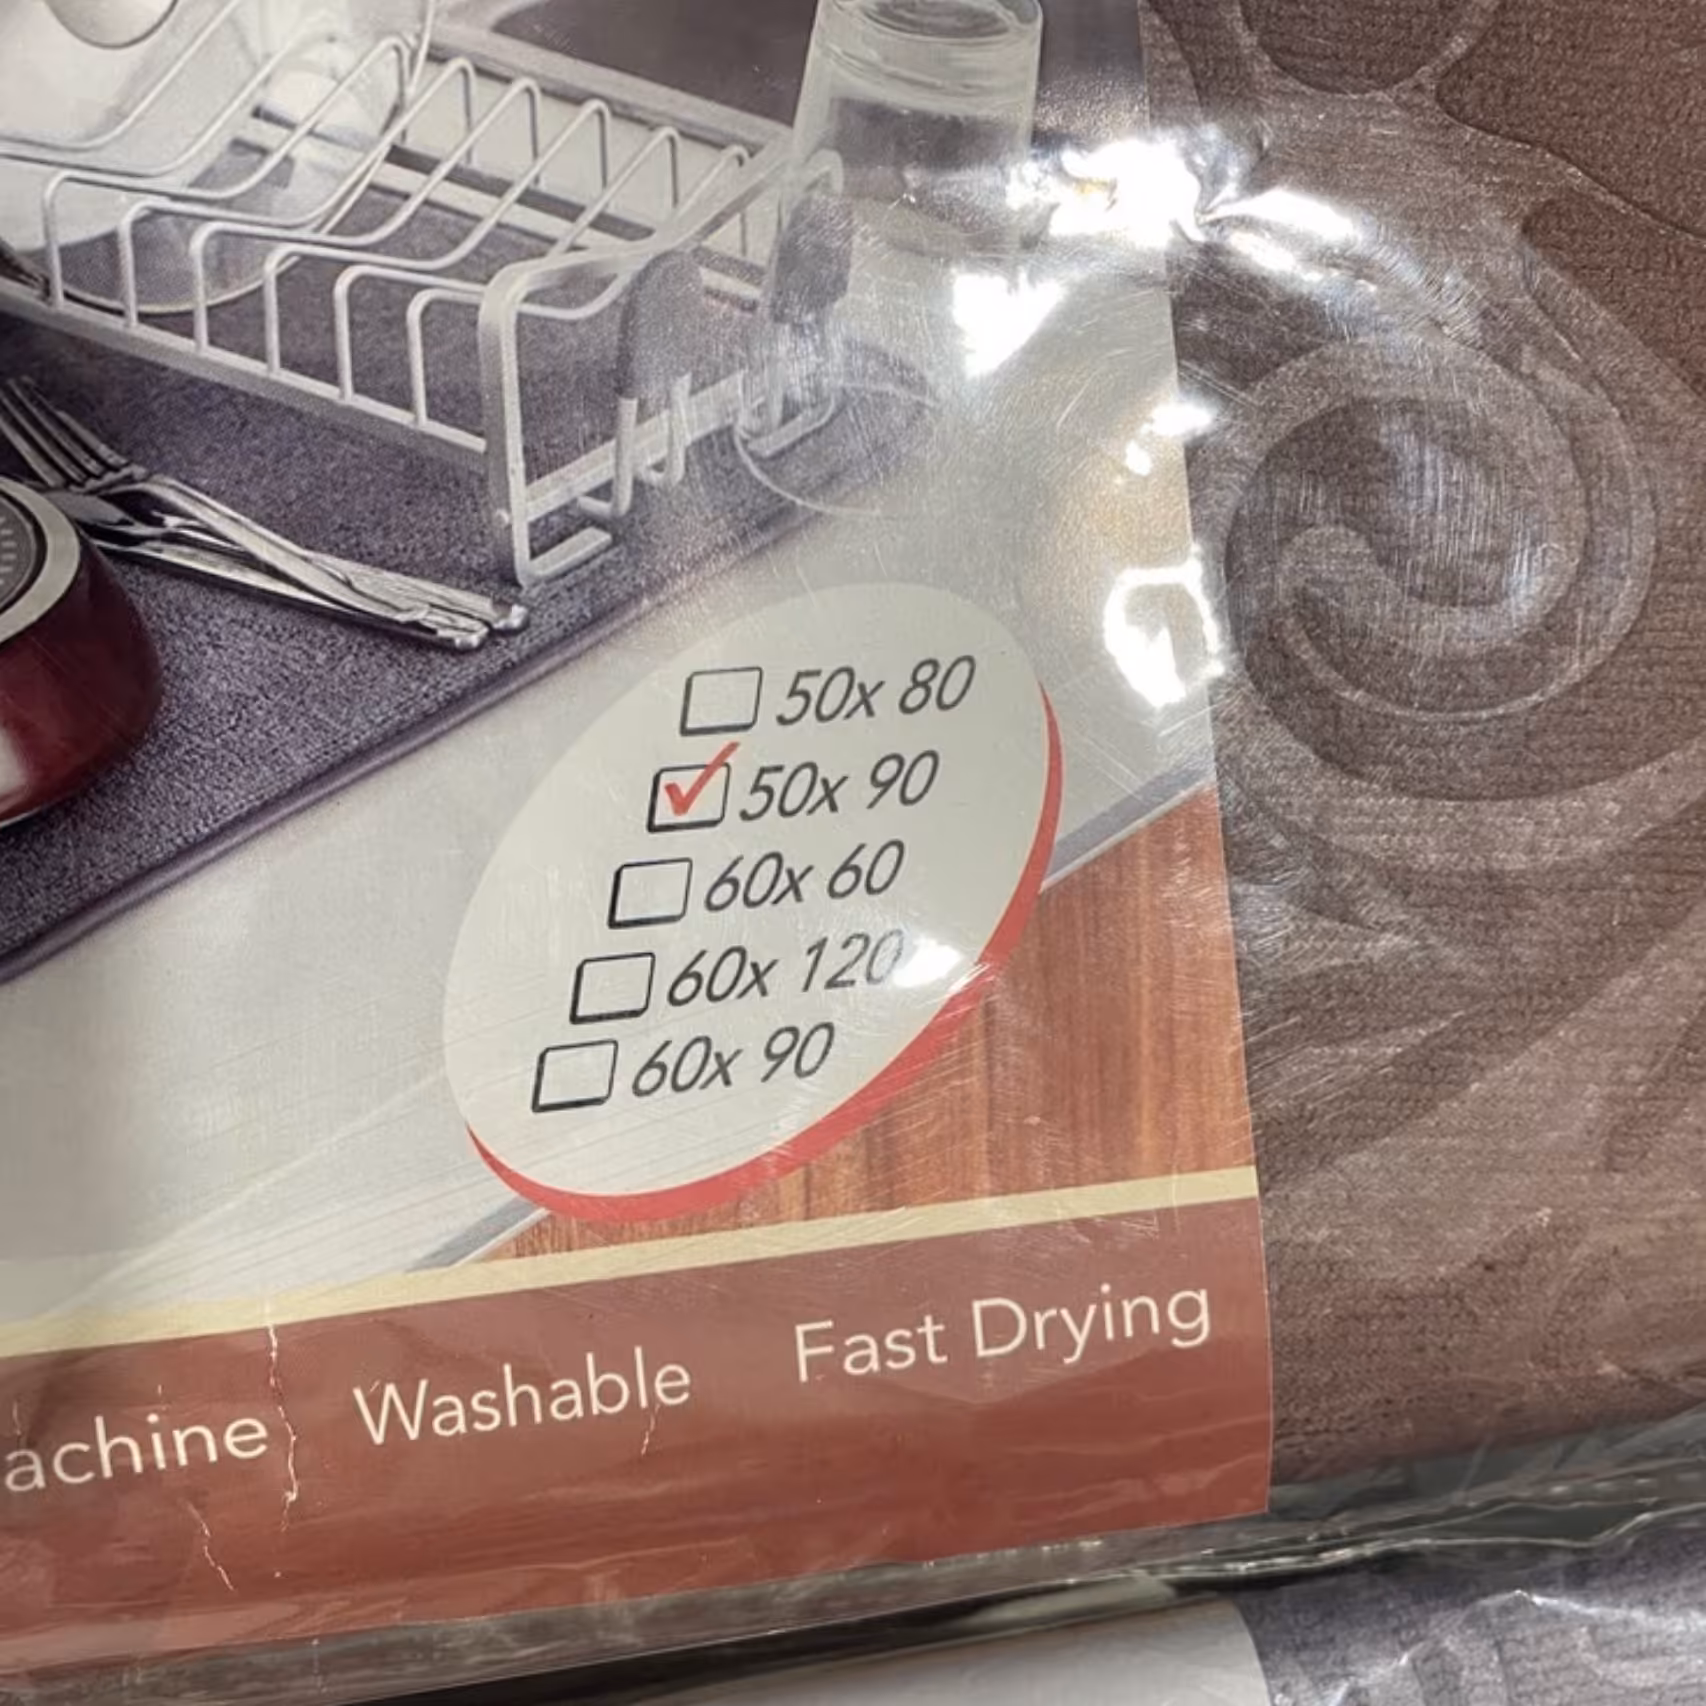 50x 80
50x 90
60x 60
60x 120
60x 90
achine Washable Fast Drying